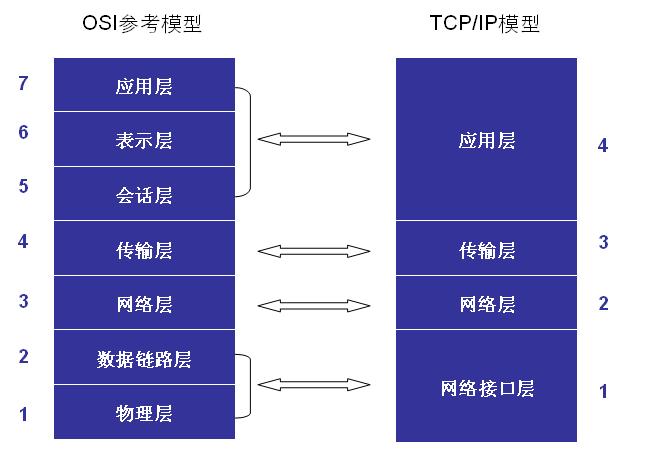 OSI参考模型
TCP/IP模型
7
应用层
6
表示层
5
会话层
4
传输层
3
网络层
2
数据链路层
1
物理层
应用层
4
传输层
3
网络层
2
网络接口层
1